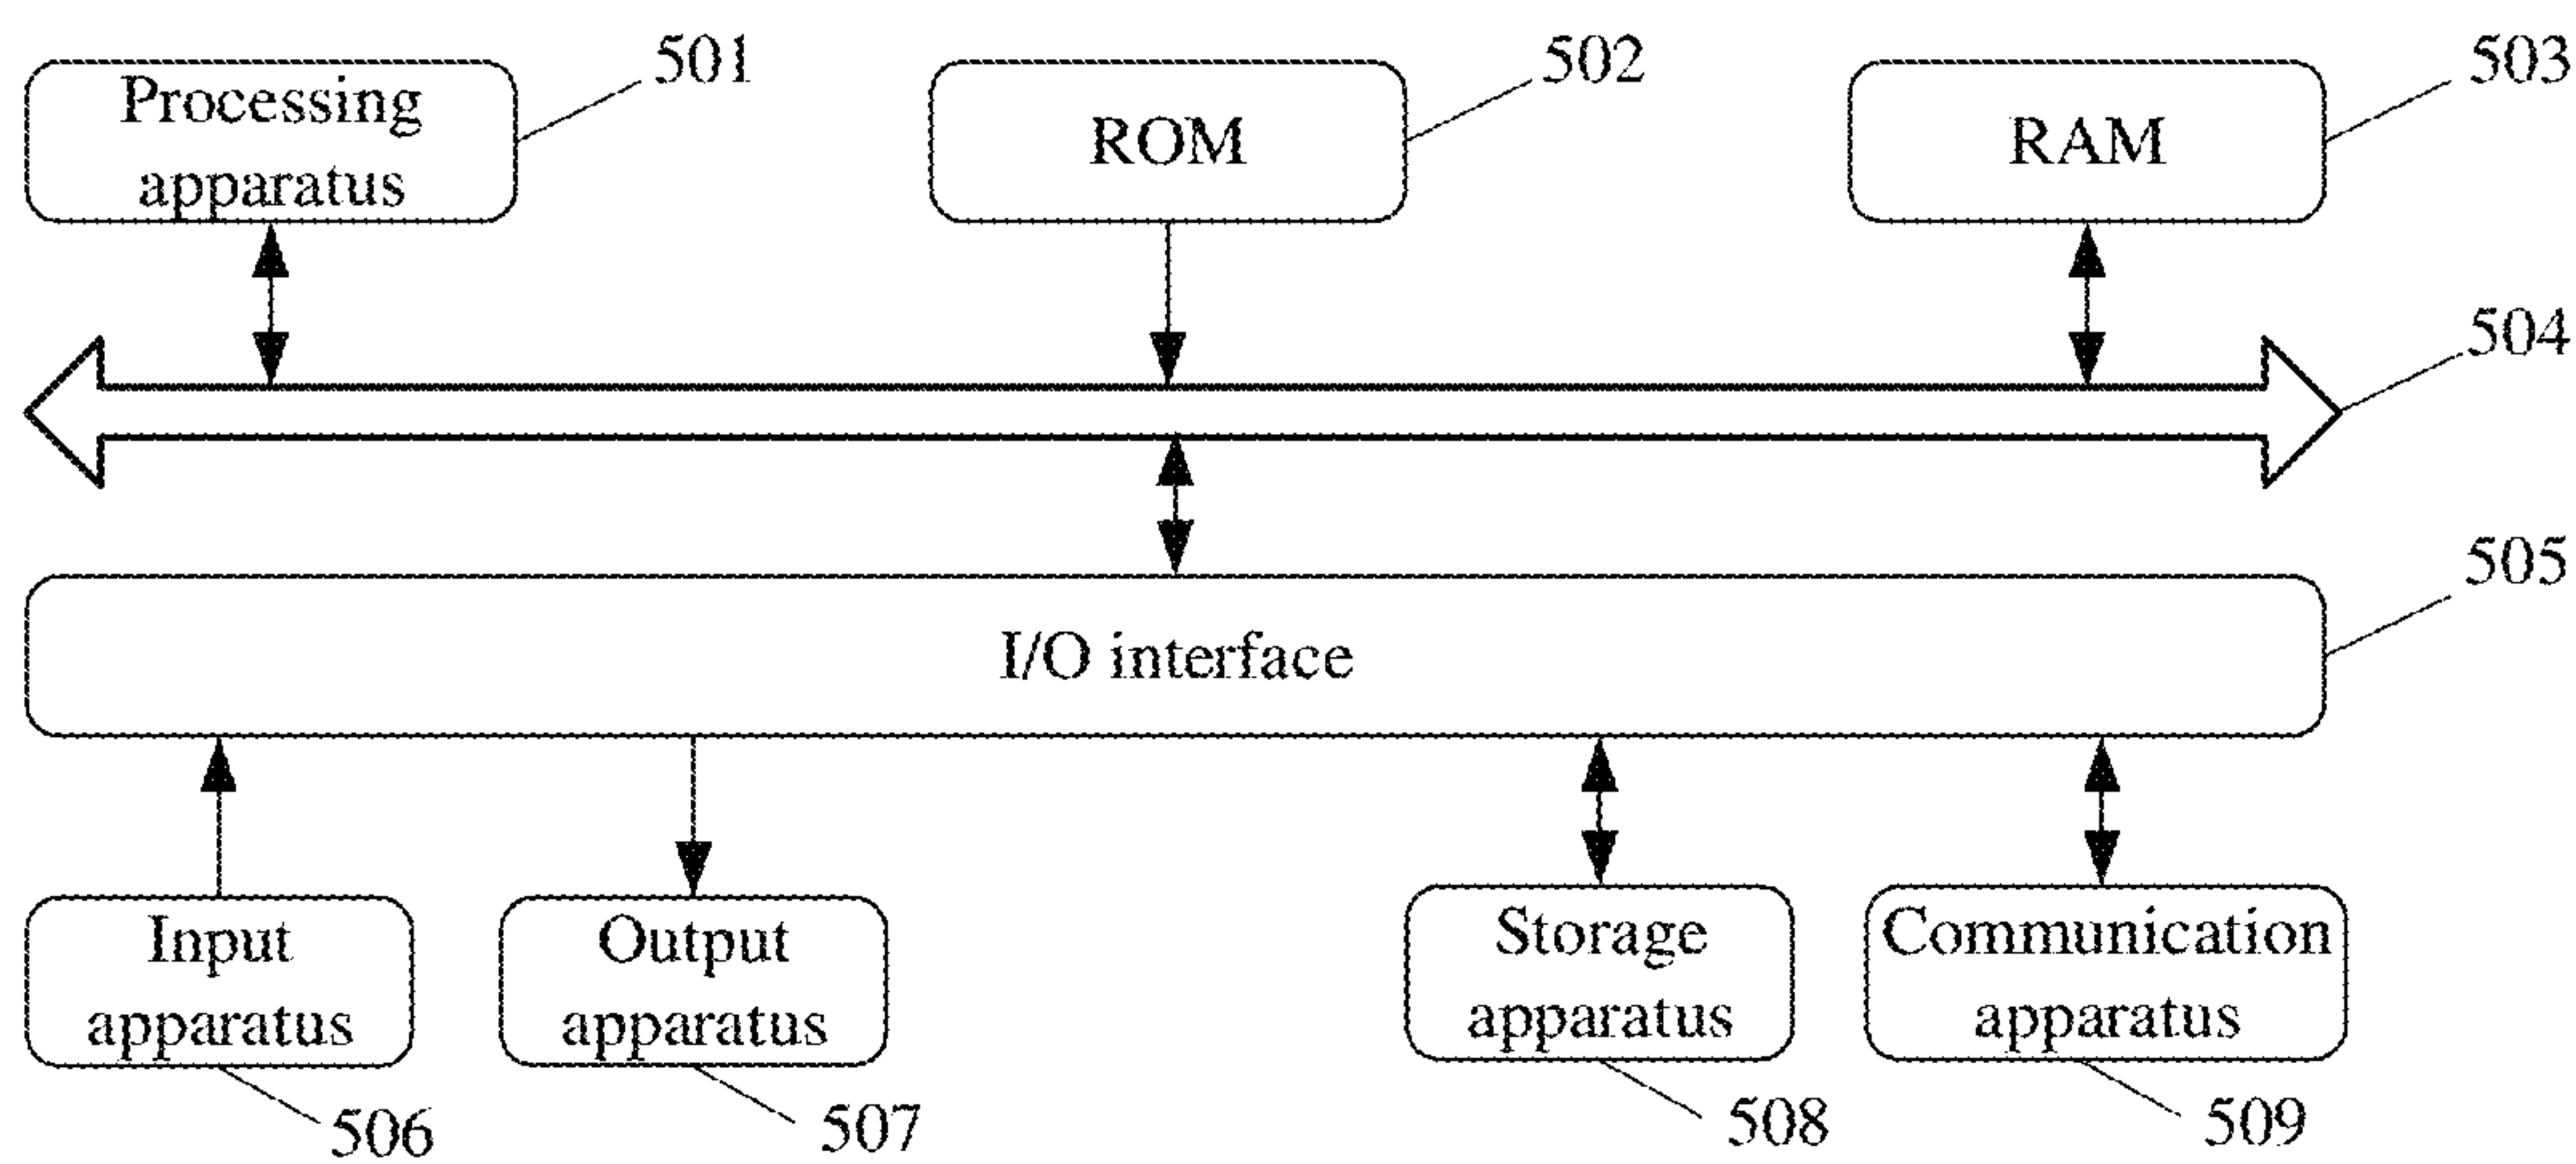 501
502
503
Processing
apparatus
ROM
RAM
504
505
I/O interface
Input
apparatus
Output
apparatus
Storage
apparatus
Communication
apparatus
506
507
508
509